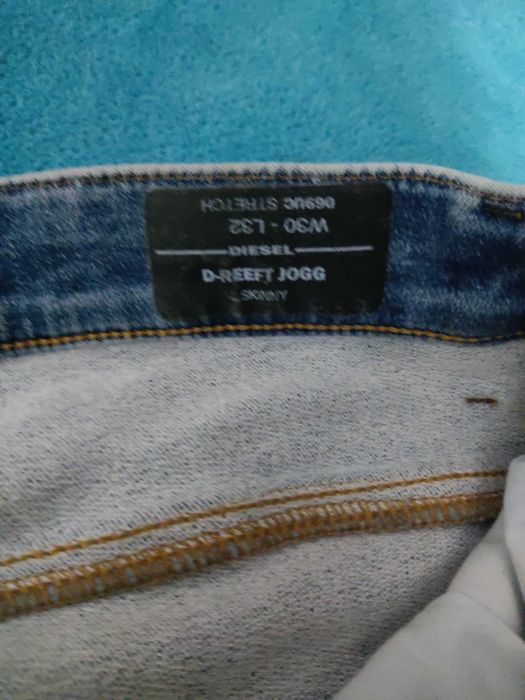 069UC STRETCH
W30 - L32
DIESEL
D-REEFT JOGG
SKINNY